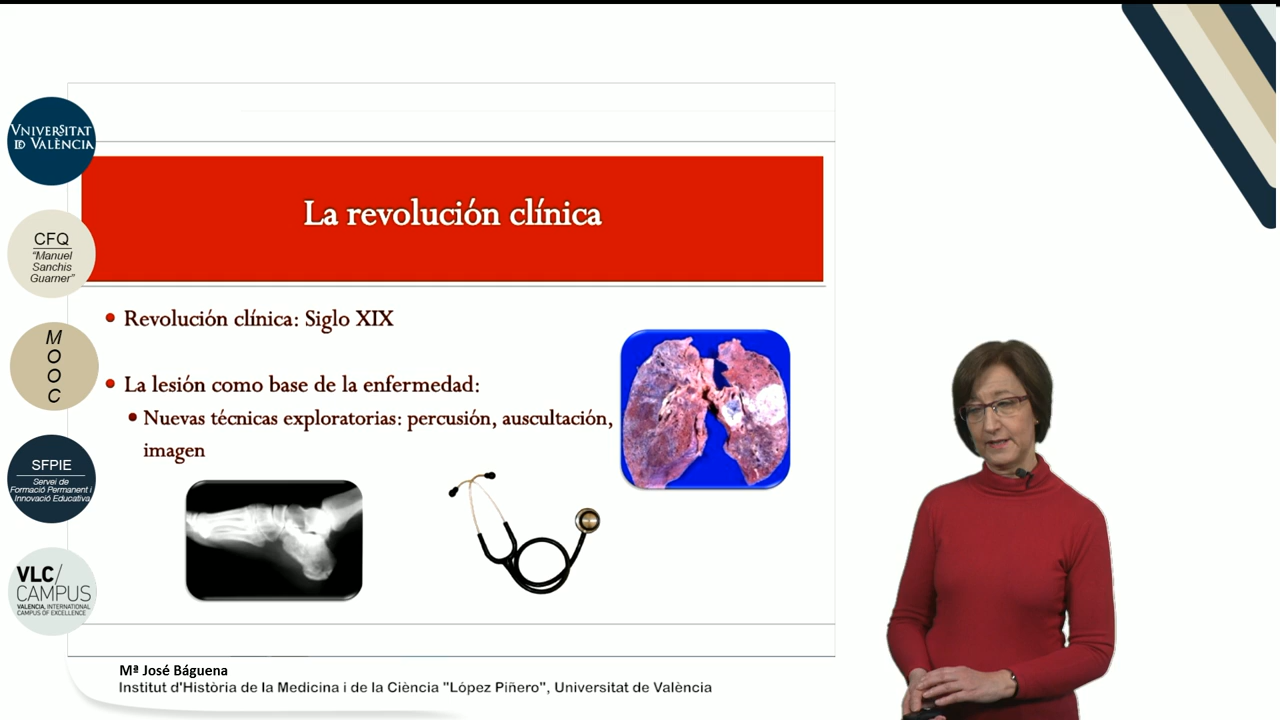 VNIVERSITAT
ID VALÈNCIA
CFQ
"Manuel
Sanchis
Guarner"
M
O
O
C
SFPIE
Servei de
Formació Permanent i
Innovació Educativa
VLC/
CAMPUS
VALENCIA, INTERNATIONAL
CAMPUS OF EXCELLENCE
La revolución clínica
Revolución clínica: Siglo XIX
La lesión como base de la enfermedad:
Nuevas técnicas exploratorias: percusión, auscultación,
imagen
Mª José Báguena
Institut d'Història de la Medicina i de la Ciència "López Piñero", Universitat de València